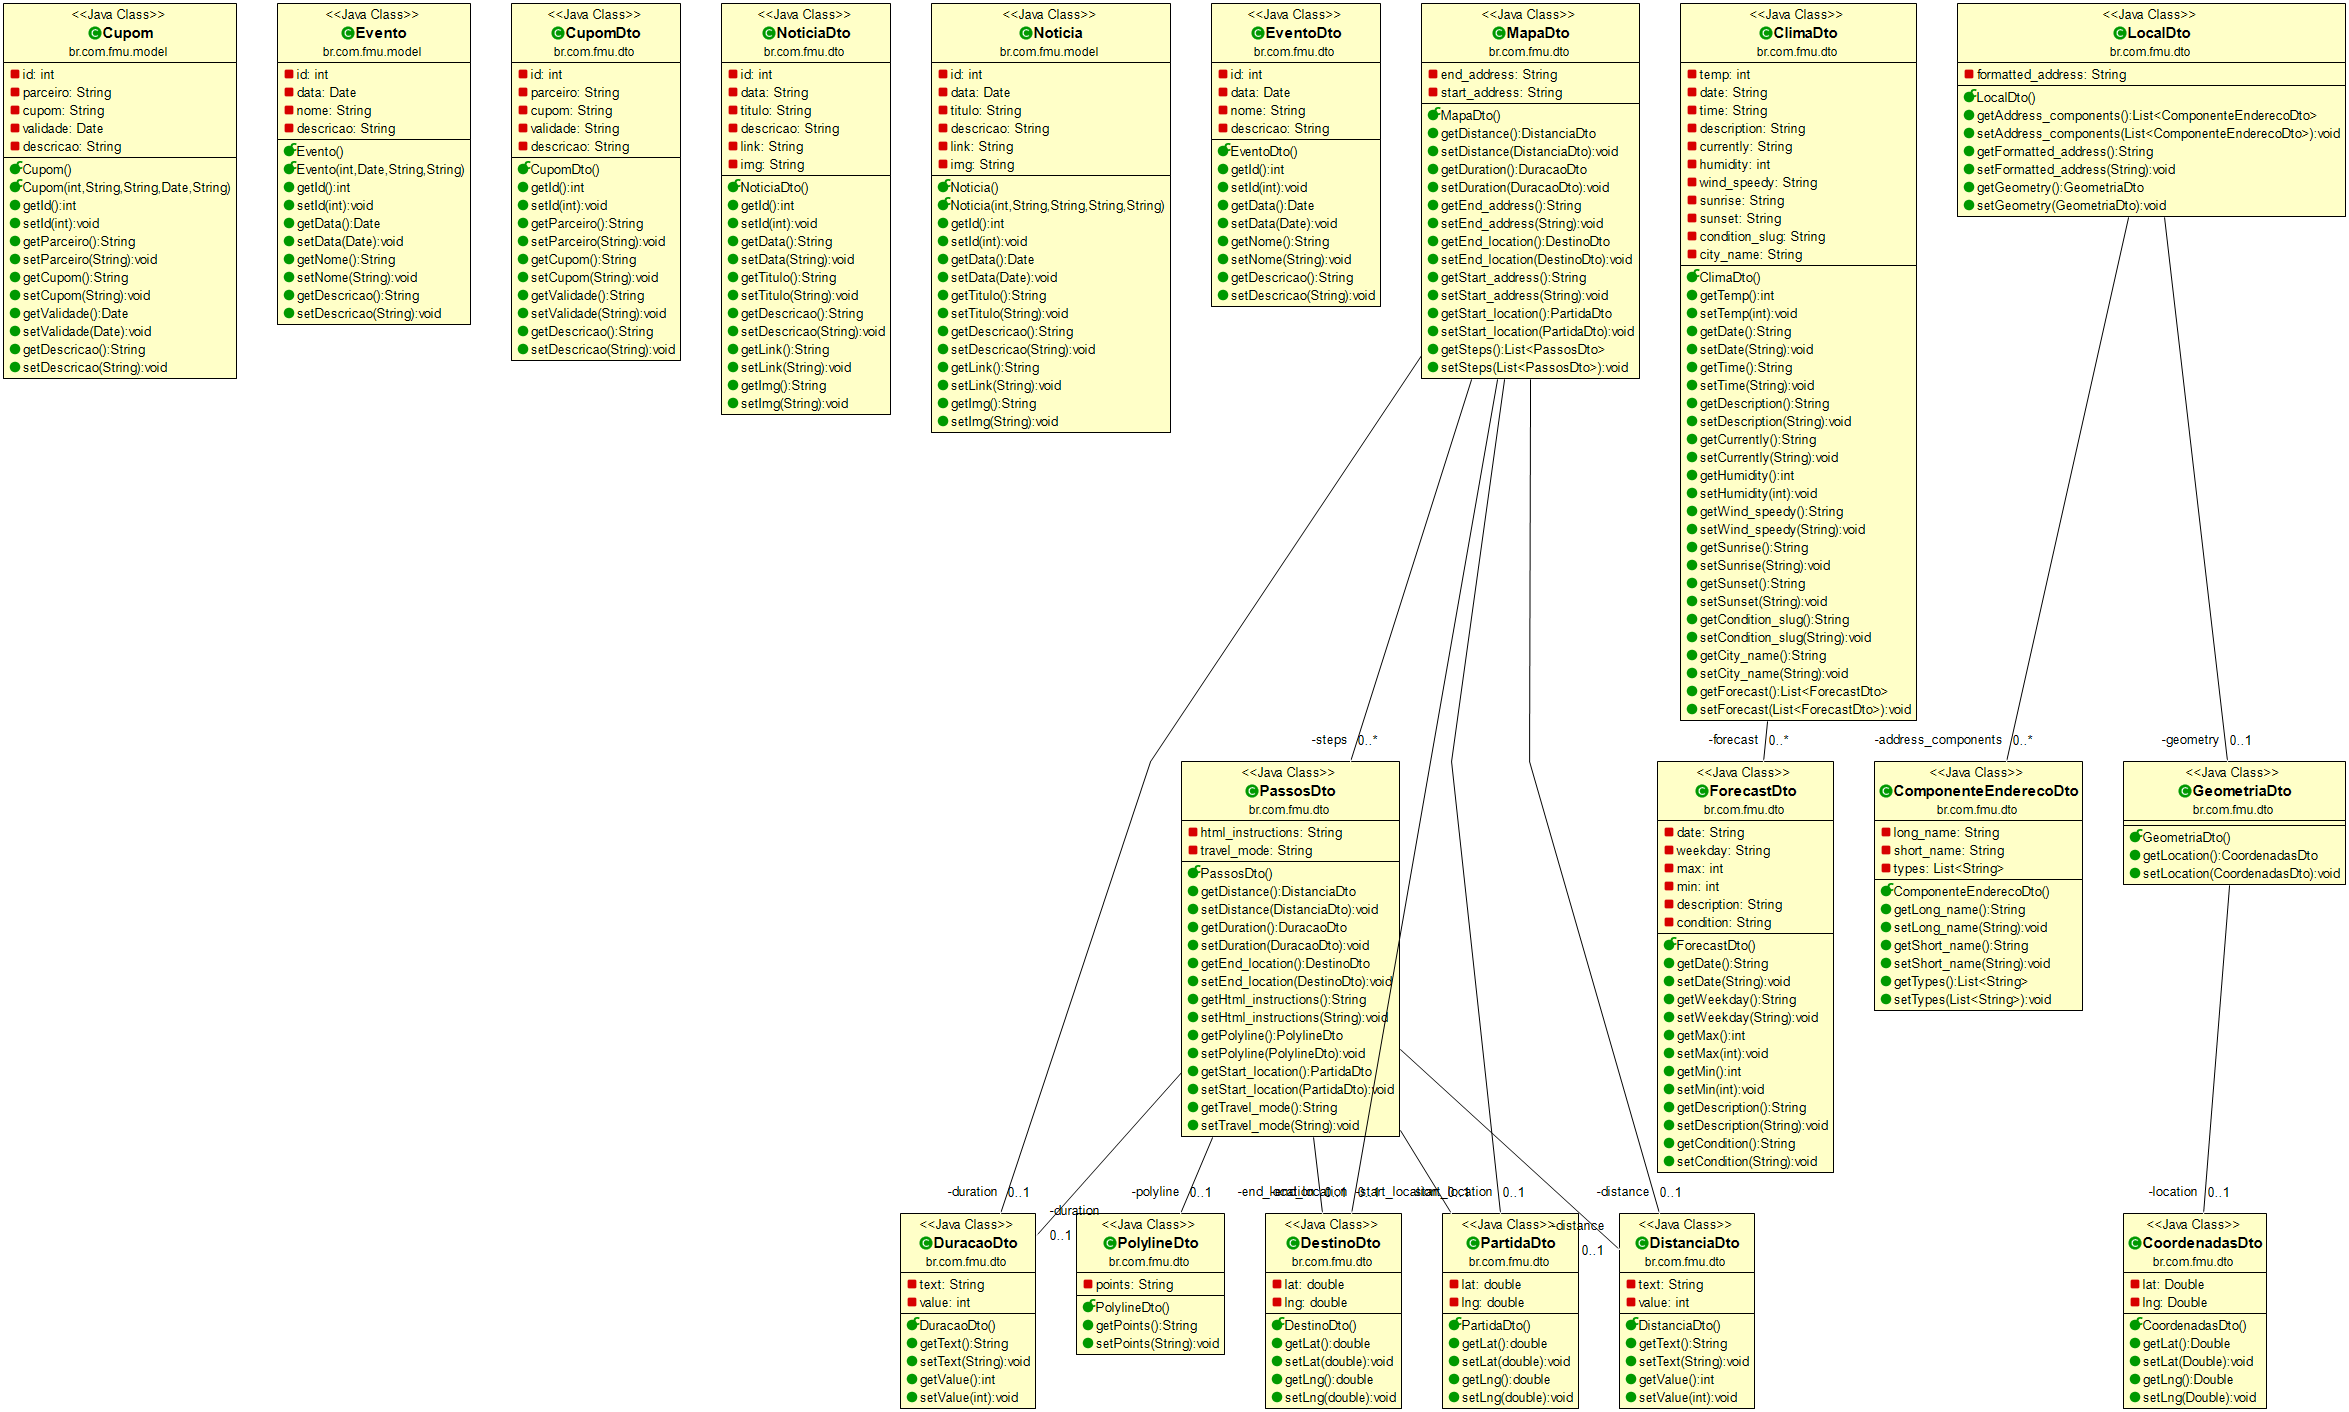 <<Java Class>>
Cupom
br.com.fmu.model
id: int
parceiro: String
cupom: String
validade: Date
descricao: String
Cupom()
Cupom(int,String,String,Date,String)
getId():int
setId(int):void
getParceiro():String
setParceiro(String):void
getCupom():String
setCupom(String):void
getValidade():Date
setValidade(Date):void
getDescricao():String
setDescricao(String):void
<<Java Class>>
Evento
br.com.fmu.model
id: int
data: Date
nome: String
descricao: String
Evento()
Evento(int,Date,String,String)
getId():int
setId(int):void
getData():Date
setData(Date):void
getNome():String
setNome(String):void
getDescricao():String
setDescricao(String):void
<<Java Class>>
CupomDto
br.com.fmu.dto
id: int
parceiro: String
cupom: String
validade: String
descricao: String
CupomDto()
getId():int
setId(int):void
getParceiro():String
setParceiro(String):void
getCupom():String
setCupom(String):void
getValidade():String
setValidade(String):void
getDescricao():String
setDescricao(String):void
<<Java Class>>
NoticiaDto
br.com.fmu.dto
id: int
data: String
titulo: String
descricao: String
link: String
img: String
NoticiaDto()
getId():int
setId(int):void
getData():String
setData(String):void
getTitulo():String
setTitulo(String):void
getDescricao():String
setDescricao(String):void
getLink():String
setLink(String):void
getImg():String
setImg(String):void
<<Java Class>>
Noticia
br.com.fmu.model
id: int
data: Date
titulo: String
descricao: String
link: String
img: String
Noticia()
Noticia(int,String,String,String,String)
getId():int
setId(int):void
getData():Date
setData(Date):void
getTitulo():String
setTitulo(String):void
getDescricao():String
setDescricao(String):void
getLink():String
setLink(String):void
getImg():String
setImg(String):void
<<Java Class>>
EventoDto
br.com.fmu.dto
id: int
data: Date
nome: String
descricao: String
EventoDto()
getId():int
setId(int):void
getData():Date
setData(Date):void
getNome():String
setNome(String):void
getDescricao():String
setDescricao(String):void
<<Java Class>>
MapaDto
br.com.fmu.dto
end_address: String
start_address: String
MapaDto()
getDistance():DistanciaDto
setDistance(DistanciaDto):void
getDuration():DuracaoDto
setDuration(DuracaoDto):void
getEnd_address():String
setEnd_address(String):void
getEnd_location():DestinoDto
setEnd_location(DestinoDto):void
getStart_address():String
setStart_address(String):void
getStart_location():PartidaDto
setStart_location(PartidaDto):void
getSteps():List<PassosDto>
setSteps(List<PassosDto>):void
<<Java Class>>
ClimaDto
br.com.fmu.dto
temp: int
date: String
time: String
description: String
currently: String
humidity: int
wind_speedy: String
sunrise: String
sunset: String
condition_slug: String
city_name: String
ClimaDto()
getTemp():int
setTemp(int):void
getDate():String
setDate(String):void
getTime():String
setTime(String):void
getDescription():String
setDescription(String):void
getCurrently():String
setCurrently(String):void
getHumidity():int
setHumidity(int):void
getWind_speedy():String
setWind_speedy(String):void
getSunrise():String
setSunrise(String):void
getSunset():String
setSunset(String):void
getCondition_slug():String
setCondition_slug(String):void
getCity_name():String
setCity_name(String):void
getForecast():List<ForecastDto>
setForecast(List<ForecastDto>):void
<<Java Class>>
LocalDto
br.com.fmu.dto
formatted_address: String
LocalDto()
getAddress_components():List<ComponenteEnderecoDto>
setAddress_components(List<ComponenteEnderecoDto>):void
getFormatted_address():String
setFormatted_address(String):void
getGeometry():GeometriaDto
setGeometry(GeometriaDto):void
-steps 0..*
-forecast 0..*
-address_components 0..*
-geometry 0..1
<<Java Class>>
PassosDto
br.com.fmu.dto
html_instructions: String
travel_mode: String
PassosDto()
getDistance():DistanciaDto
setDistance(DistanciaDto):void
getDuration():DuracaoDto
setDuration(DuracaoDto):void
getEnd_location():DestinoDto
setEnd_location(DestinoDto):void
getHtml_instructions():String
setHtml_instructions(String):void
getPolyline():PolylineDto
setPolyline(PolylineDto):void
getStart_location():PartidaDto
setStart_location(PartidaDto):void
getTravel_mode():String
setTravel_mode(String):void
<<Java Class>>
ForecastDto
br.com.fmu.dto
date: String
weekday: String
max: int
min: int
description: String
condition: String
ForecastDto()
getDate():String
setDate(String):void
getWeekday():String
setWeekday(String):void
getMax():int
setMax(int):void
getMin():int
setMin(int):void
getDescription():String
setDescription(String):void
getCondition():String
setCondition(String):void
<<Java Class>>
ComponenteEnderecoDto
br.com.fmu.dto
long_name: String
short_name: String
types: List<String>
ComponenteEnderecoDto()
getLong_name():String
setLong_name(String):void
getShort_name():String
setShort_name(String):void
getTypes():List<String>
setTypes(List<String>):void
<<Java Class>>
GeometriaDto
br.com.fmu.dto
GeometriaDto()
getLocation():CoordenadasDto
setLocation(CoordenadasDto):void
-duration 0..1
-polyline 0..1
-end_location 0..1
-end_location 0..1
-start_location 0..1
-start_location 0..1
-distance 0..1
-location 0..1
-duration
0..1
-distance
0..1
<<Java Class>>
DuracaoDto
br.com.fmu.dto
text: String
value: int
DuracaoDto()
getText():String
setText(String):void
getValue():int
setValue(int):void
<<Java Class>>
PolylineDto
br.com.fmu.dto
points: String
PolylineDto()
getPoints():String
setPoints(String):void
<<Java Class>>
DestinoDto
br.com.fmu.dto
lat: double
lng: double
DestinoDto()
getLat():double
setLat(double):void
getLng():double
setLng(double):void
<<Java Class>>
PartidaDto
br.com.fmu.dto
lat: double
lng: double
PartidaDto()
getLat():double
setLat(double):void
getLng():double
setLng(double):void
<<Java Class>>
DistanciaDto
br.com.fmu.dto
text: String
value: int
DistanciaDto()
getText():String
setText(String):void
getValue():int
setValue(int):void
<<Java Class>>
CoordenadasDto
br.com.fmu.dto
lat: Double
lng: Double
CoordenadasDto()
getLat():Double
setLat(Double):void
getLng():Double
setLng(Double):void